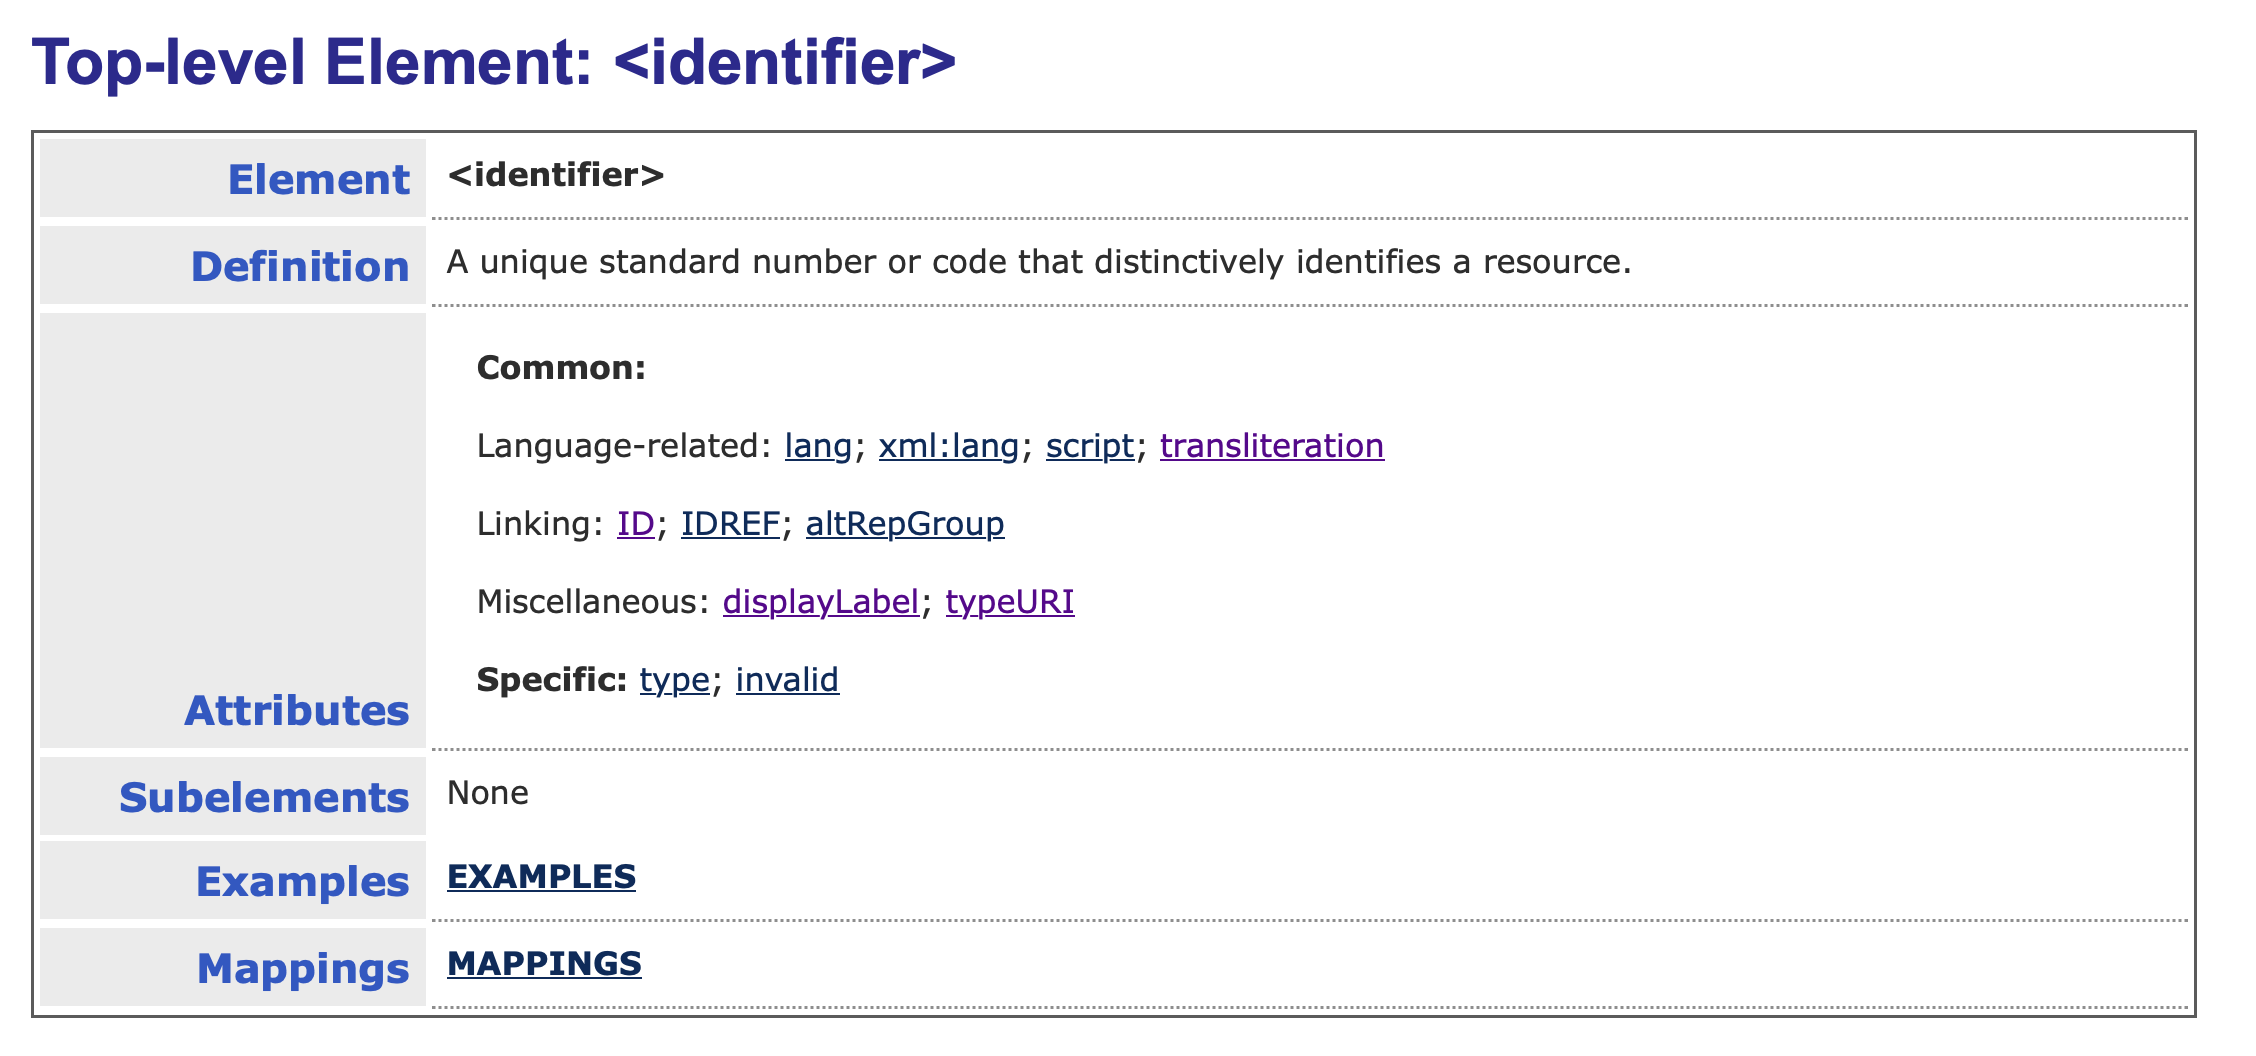 Top-level Element: <identifier>
Element <identifier>
Definition A unique standard number or code that distinctively identifies a resource.
Common:
Language-related: lang; xml:lang; script; transliteration
Linking: ID; IDREF; altRepGroup
Miscellaneous: displayLabel; typeURI
Specific: type; invalid
Attributes
Subelements None
Examples EXAMPLES
Mappings MAPPINGS